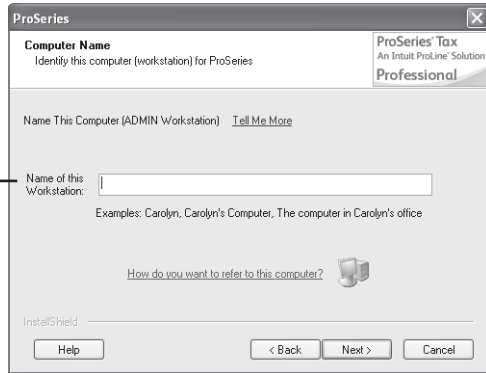 ProSeries
Computer Name
Identify this computer (workstation) for ProSeries
ProSeries® Tax
An Intuit ProLine® Solution
Professional
Name This Computer (ADMIN Workstation) Tell Me More
Name of this
Workstation:
Examples: Carolyn, Carolyn's Computer, The computer in Carolyn's office
How do you want to refer to this computer?
InstallShield
Help < Back Next > Cancel